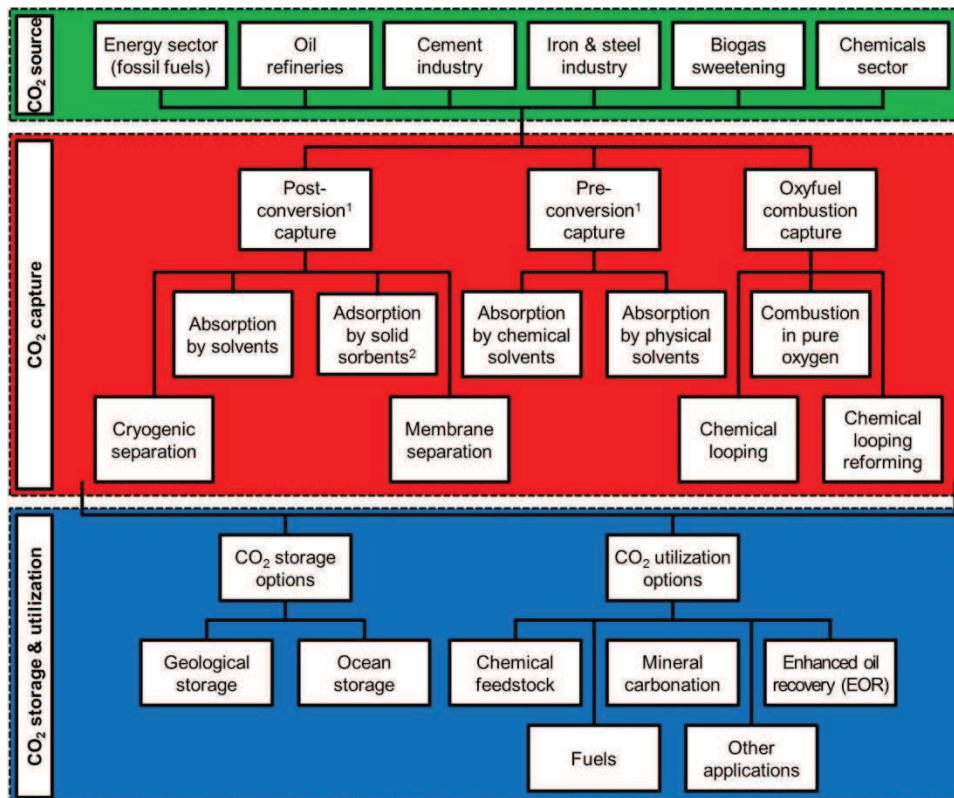 CO₂ source
Energy sector
(fossil fuels)
Oil
refineries
Cement
industry
Iron & steel
industry
Biogas
sweetening
Chemicals
sector
CO₂ capture
Post-
conversion¹
capture
Pre-
conversion¹
capture
Oxyfuel
combustion
capture
Absorption
by solvents
Adsorption
by solid
sorbents²
Absorption
by chemical
solvents
Absorption
by physical
solvents
Combustion
in pure
oxygen
Cryogenic
separation
Membrane
separation
Chemical
looping
Chemical
looping
reforming
CO₂ storage & utilization
CO₂ storage
options
CO₂ utilization
options
Geological
storage
Ocean
storage
Chemical
feedstock
Mineral
carbonation
Enhanced oil
recovery (EOR)
Fuels
Other
applications